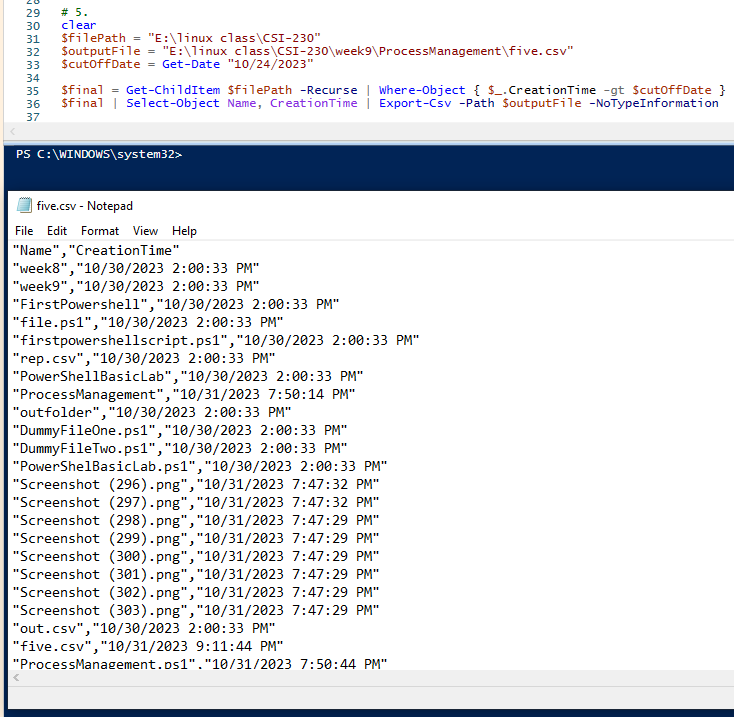 29 # 5.
30 clear
31 $filePath = "E:\linux class\CSI-230"
32 $outputFile = "E:\linux class\CSI-230\week9\ProcessManagement\five.csv"
33 $cutOffDate = Get-Date "10/24/2023"
34
35 $final = Get-ChildItem $filePath -Recurse | Where-Object { $_.CreationTime -gt $cutOffDate }
36 $final | Select-Object Name, CreationTime | Export-Csv -Path $outputFile -NoTypeInformation
37
PS C:\WINDOWS\system32>
five.csv - Notepad
File Edit Format View Help
"Name","CreationTime"
"week8","10/30/2023 2:00:33 PM"
"week9","10/30/2023 2:00:33 PM"
"FirstPowershell","10/30/2023 2:00:33 PM"
"file.ps1","10/30/2023 2:00:33 PM"
"firstpowershellscript.ps1","10/30/2023 2:00:33 PM"
"rep.csv","10/30/2023 2:00:33 PM"
"PowerShellBasicLab","10/30/2023 2:00:33 PM"
"ProcessManagement","10/31/2023 7:50:14 PM"
"outfolder","10/30/2023 2:00:33 PM"
"DummyFileOne.ps1","10/30/2023 2:00:33 PM"
"DummyFileTwo.ps1","10/30/2023 2:00:33 PM"
"PowerShelBasicLab.ps1","10/30/2023 2:00:33 PM"
"Screenshot (296).png","10/31/2023 7:47:32 PM"
"Screenshot (297).png","10/31/2023 7:47:32 PM"
"Screenshot (298).png","10/31/2023 7:47:29 PM"
"Screenshot (299).png","10/31/2023 7:47:29 PM"
"Screenshot (300).png","10/31/2023 7:47:29 PM"
"Screenshot (301).png","10/31/2023 7:47:29 PM"
"Screenshot (302).png","10/31/2023 7:47:29 PM"
"Screenshot (303).png","10/31/2023 7:47:29 PM"
"out.csv","10/30/2023 2:00:33 PM"
"five.csv","10/31/2023 9:11:44 PM"
"ProcessManagement.ps1","10/31/2023 7:50:44 PM"